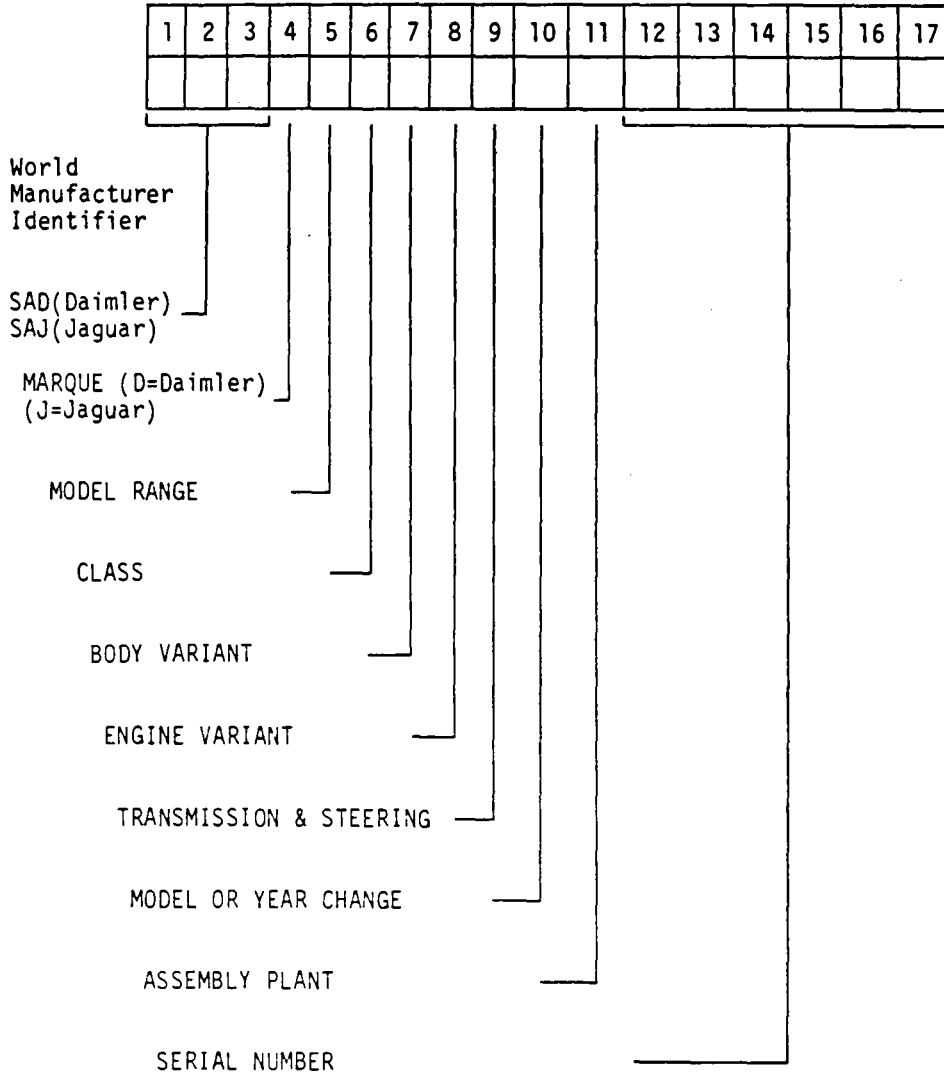 1 2 3 4 5 6 7 8 9 10 11 12 13 14 15 16 17
World
Manufacturer
Identifier
SAD(Daimler)
SAJ(Jaguar)
MARQUE (D=Daimler)
(J=Jaguar)
MODEL RANGE
CLASS
BODY VARIANT
ENGINE VARIANT
TRANSMISSION & STEERING
MODEL OR YEAR CHANGE
ASSEMBLY PLANT
SERIAL NUMBER